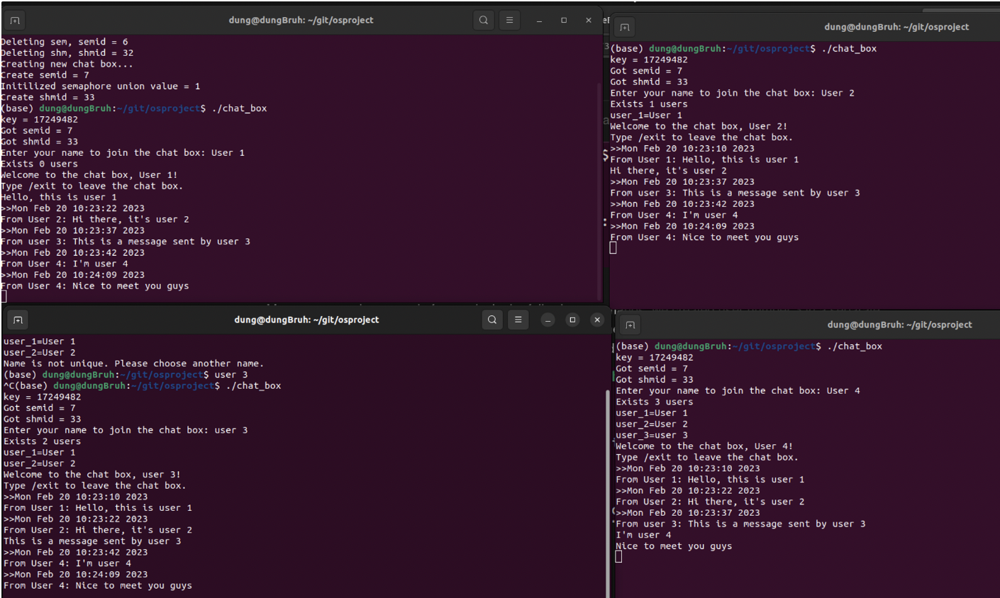 dung@dungBruh: ~/git/osproject
Deleting sem, semid = 6
Deleting shm, shmid = 32
Creating new chat box...
Create semid = 7
Initilized semaphore union value = 1
Create shmid = 33
(base) dung@dungBruh:~/git/osproject$ ./chat_box
key = 17249482
Got semid = 7
Got shmid = 33
Enter your name to join the chat box: User 1
Exists 0 users
Welcome to the chat box, User 1!
Type /exit to leave the chat box.
Hello, this is user 1
>>Mon Feb 20 10:23:22 2023
From User 2: Hi there, it's user 2
>>Mon Feb 20 10:23:37 2023
From user 3: This is a message sent by user 3
>>Mon Feb 20 10:23:42 2023
From User 4: I'm user 4
>>Mon Feb 20 10:24:09 2023
From User 4: Nice to meet you guys
dung@dungBruh: ~/git/osproject
(base) dung@dungBruh:~/git/osproject$ ./chat_box
key = 17249482
Got semid = 7
Got shmid = 33
Enter your name to join the chat box: User 2
Exists 1 users
user_1=User 1
Welcome to the chat box, User 2!
Type /exit to leave the chat box.
>>Mon Feb 20 10:23:10 2023
From User 1: Hello, this is user 1
Hi there, it's user 2
>>Mon Feb 20 10:23:37 2023
From user 3: This is a message sent by user 3
>>Mon Feb 20 10:23:42 2023
From User 4: I'm user 4
>>Mon Feb 20 10:24:09 2023
From User 4: Nice to meet you guys
dung@dungBruh: ~/git/osproject
user_1=User 1
user_2=User 2
Name is not unique. Please choose another name.
(base) dung@dungBruh:~/git/osproject$ user 3
^C(base) dung@dungBruh:~/git/osproject$ ./chat_box
key = 17249482
Got semid = 7
Got shmid = 33
Enter your name to join the chat box: user 3
Exists 2 users
user_1=User 1
user_2=User 2
Welcome to the chat box, user 3!
Type /exit to leave the chat box.
>>Mon Feb 20 10:23:10 2023
From User 1: Hello, this is user 1
>>Mon Feb 20 10:23:22 2023
From User 2: Hi there, it's user 2
This is a message sent by user 3
>>Mon Feb 20 10:23:42 2023
From User 4: I'm user 4
>>Mon Feb 20 10:24:09 2023
From User 4: Nice to meet you guys
dung@dungBruh: ~/git/osproject
(base) dung@dungBruh:~/git/osproject$ ./chat_box
key = 17249482
Got semid = 7
Got shmid = 33
Enter your name to join the chat box: User 4
Exists 3 users
user_1=User 1
user_2=User 2
user_3=user 3
Welcome to the chat box, User 4!
Type /exit to leave the chat box.
>>Mon Feb 20 10:23:10 2023
From User 1: Hello, this is user 1
>>Mon Feb 20 10:23:22 2023
From User 2: Hi there, it's user 2
>>Mon Feb 20 10:23:37 2023
From user 3: This is a message sent by user 3
I'm user 4
Nice to meet you guys